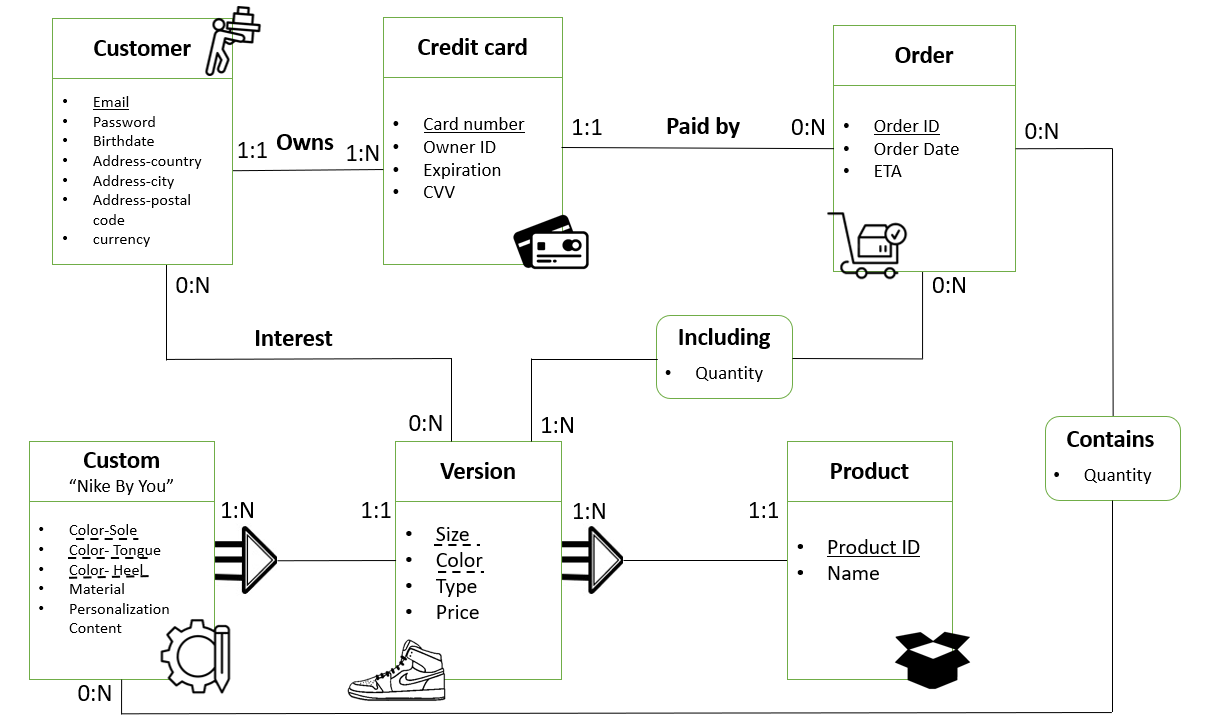 Customer
• Email
• Password
• Birthdate
• Address-country
• Address-city
• Address-postal
code
• currency
1:1
Owns
1:N
Credit card
• Card number
• Owner ID
• Expiration
• CVV
1:1
Paid by
0:N
Order
• Order ID
• Order Date
• ETA
0:N
0:N
0:N
Interest
Including
• Quantity
0:N
1:N
Contains
• Quantity
Custom
“Nike By You”
• Color-Sole
• Color- Tongue
• Color- Heel
• Material
• Personalization
Content
1:N
1:1
Version
• Size
• Color
• Type
• Price
1:N
1:1
Product
• Product ID
• Name
0:N